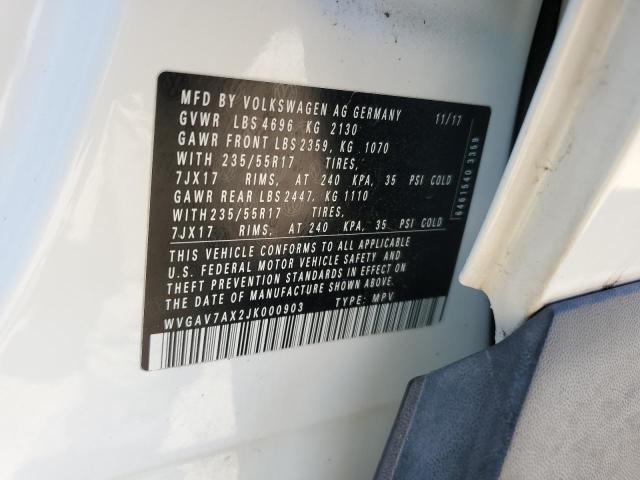 MFD BY VOLKSWAGEN AG GERMANY 11/17
GVWR LBS 4696 KG 2130
GAWR FRONT LBS 2359, KG 1070
WITH 235/55R17 TIRES,
7JX17 RIMS, AT 240 KPA, 35 PSI COLD
GAWR REAR LBS 2447, KG 1110
WITH 235/55R17 TIRES,
7JX17 RIMS, AT 240 KPA, 35 PSI COLD
THIS VEHICLE CONFORMS TO ALL APPLICABLE
U.S. FEDERAL MOTOR VEHICLE SAFETY AND
THEFT PREVENTION STANDARDS IN EFFECT ON
THE DATE OF MANUFACTURE SHOWN ABOVE.
WVGAV7AX2JK000903 TYPE: MPV
6461540 3359